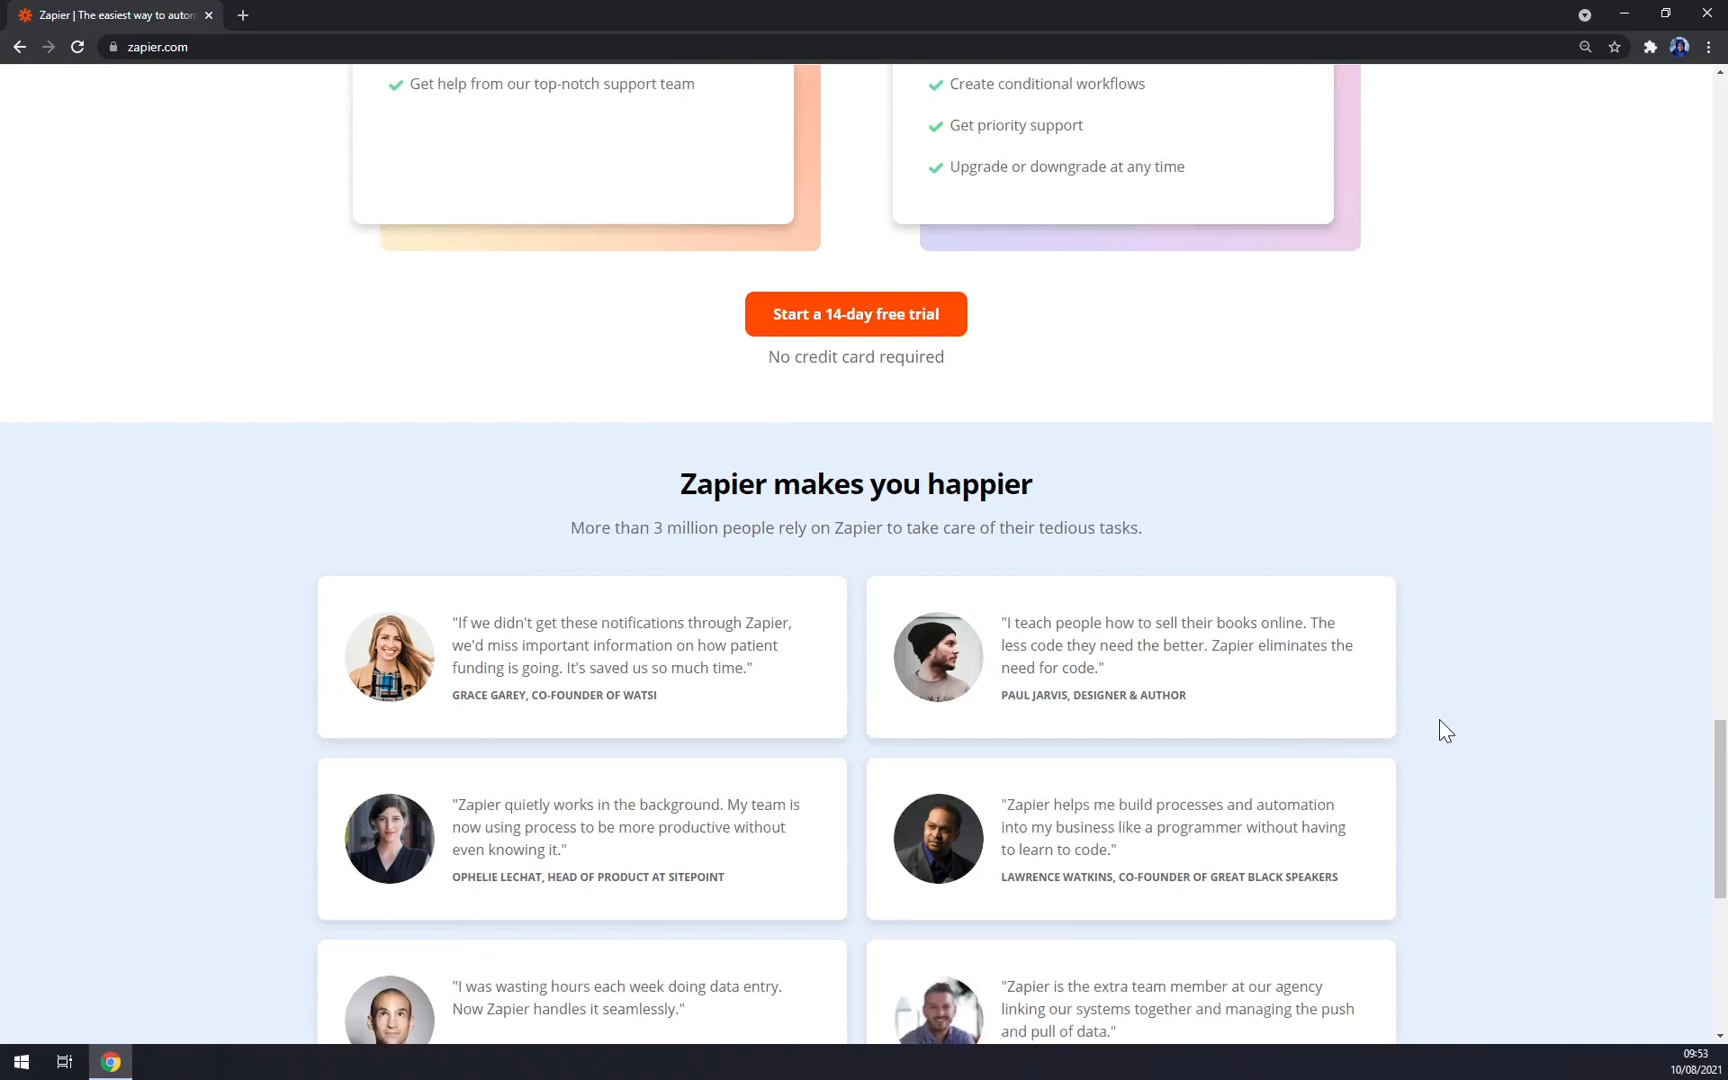 Zapier | The easiest way to autom
zapier.com
Get help from our top-notch support team
Create conditional workflows
Get priority support
Upgrade or downgrade at any time
Start a 14-day free trial
No credit card required
Zapier makes you happier
More than 3 million people rely on Zapier to take care of their tedious tasks.
"If we didn't get these notifications through Zapier,
we'd miss important information on how patient
funding is going. It's saved us so much time."
GRACE GAREY, CO-FOUNDER OF WATSI
"I teach people how to sell their books online. The
less code they need the better. Zapier eliminates the
need for code."
PAUL JARVIS, DESIGNER & AUTHOR
"Zapier quietly works in the background. My team is
now using process to be more productive without
even knowing it."
OPHELIE LECHAT, HEAD OF PRODUCT AT SITEPOINT
"Zapier helps me build processes and automation
into my business like a programmer without having
to learn to code."
LAWRENCE WATKINS, CO-FOUNDER OF GREAT BLACK SPEAKERS
"I was wasting hours each week doing data entry.
Now Zapier handles it seamlessly."
"Zapier is the extra team member at our agency
linking our systems together and managing the push
and pull of data."
09:53
10/08/2021